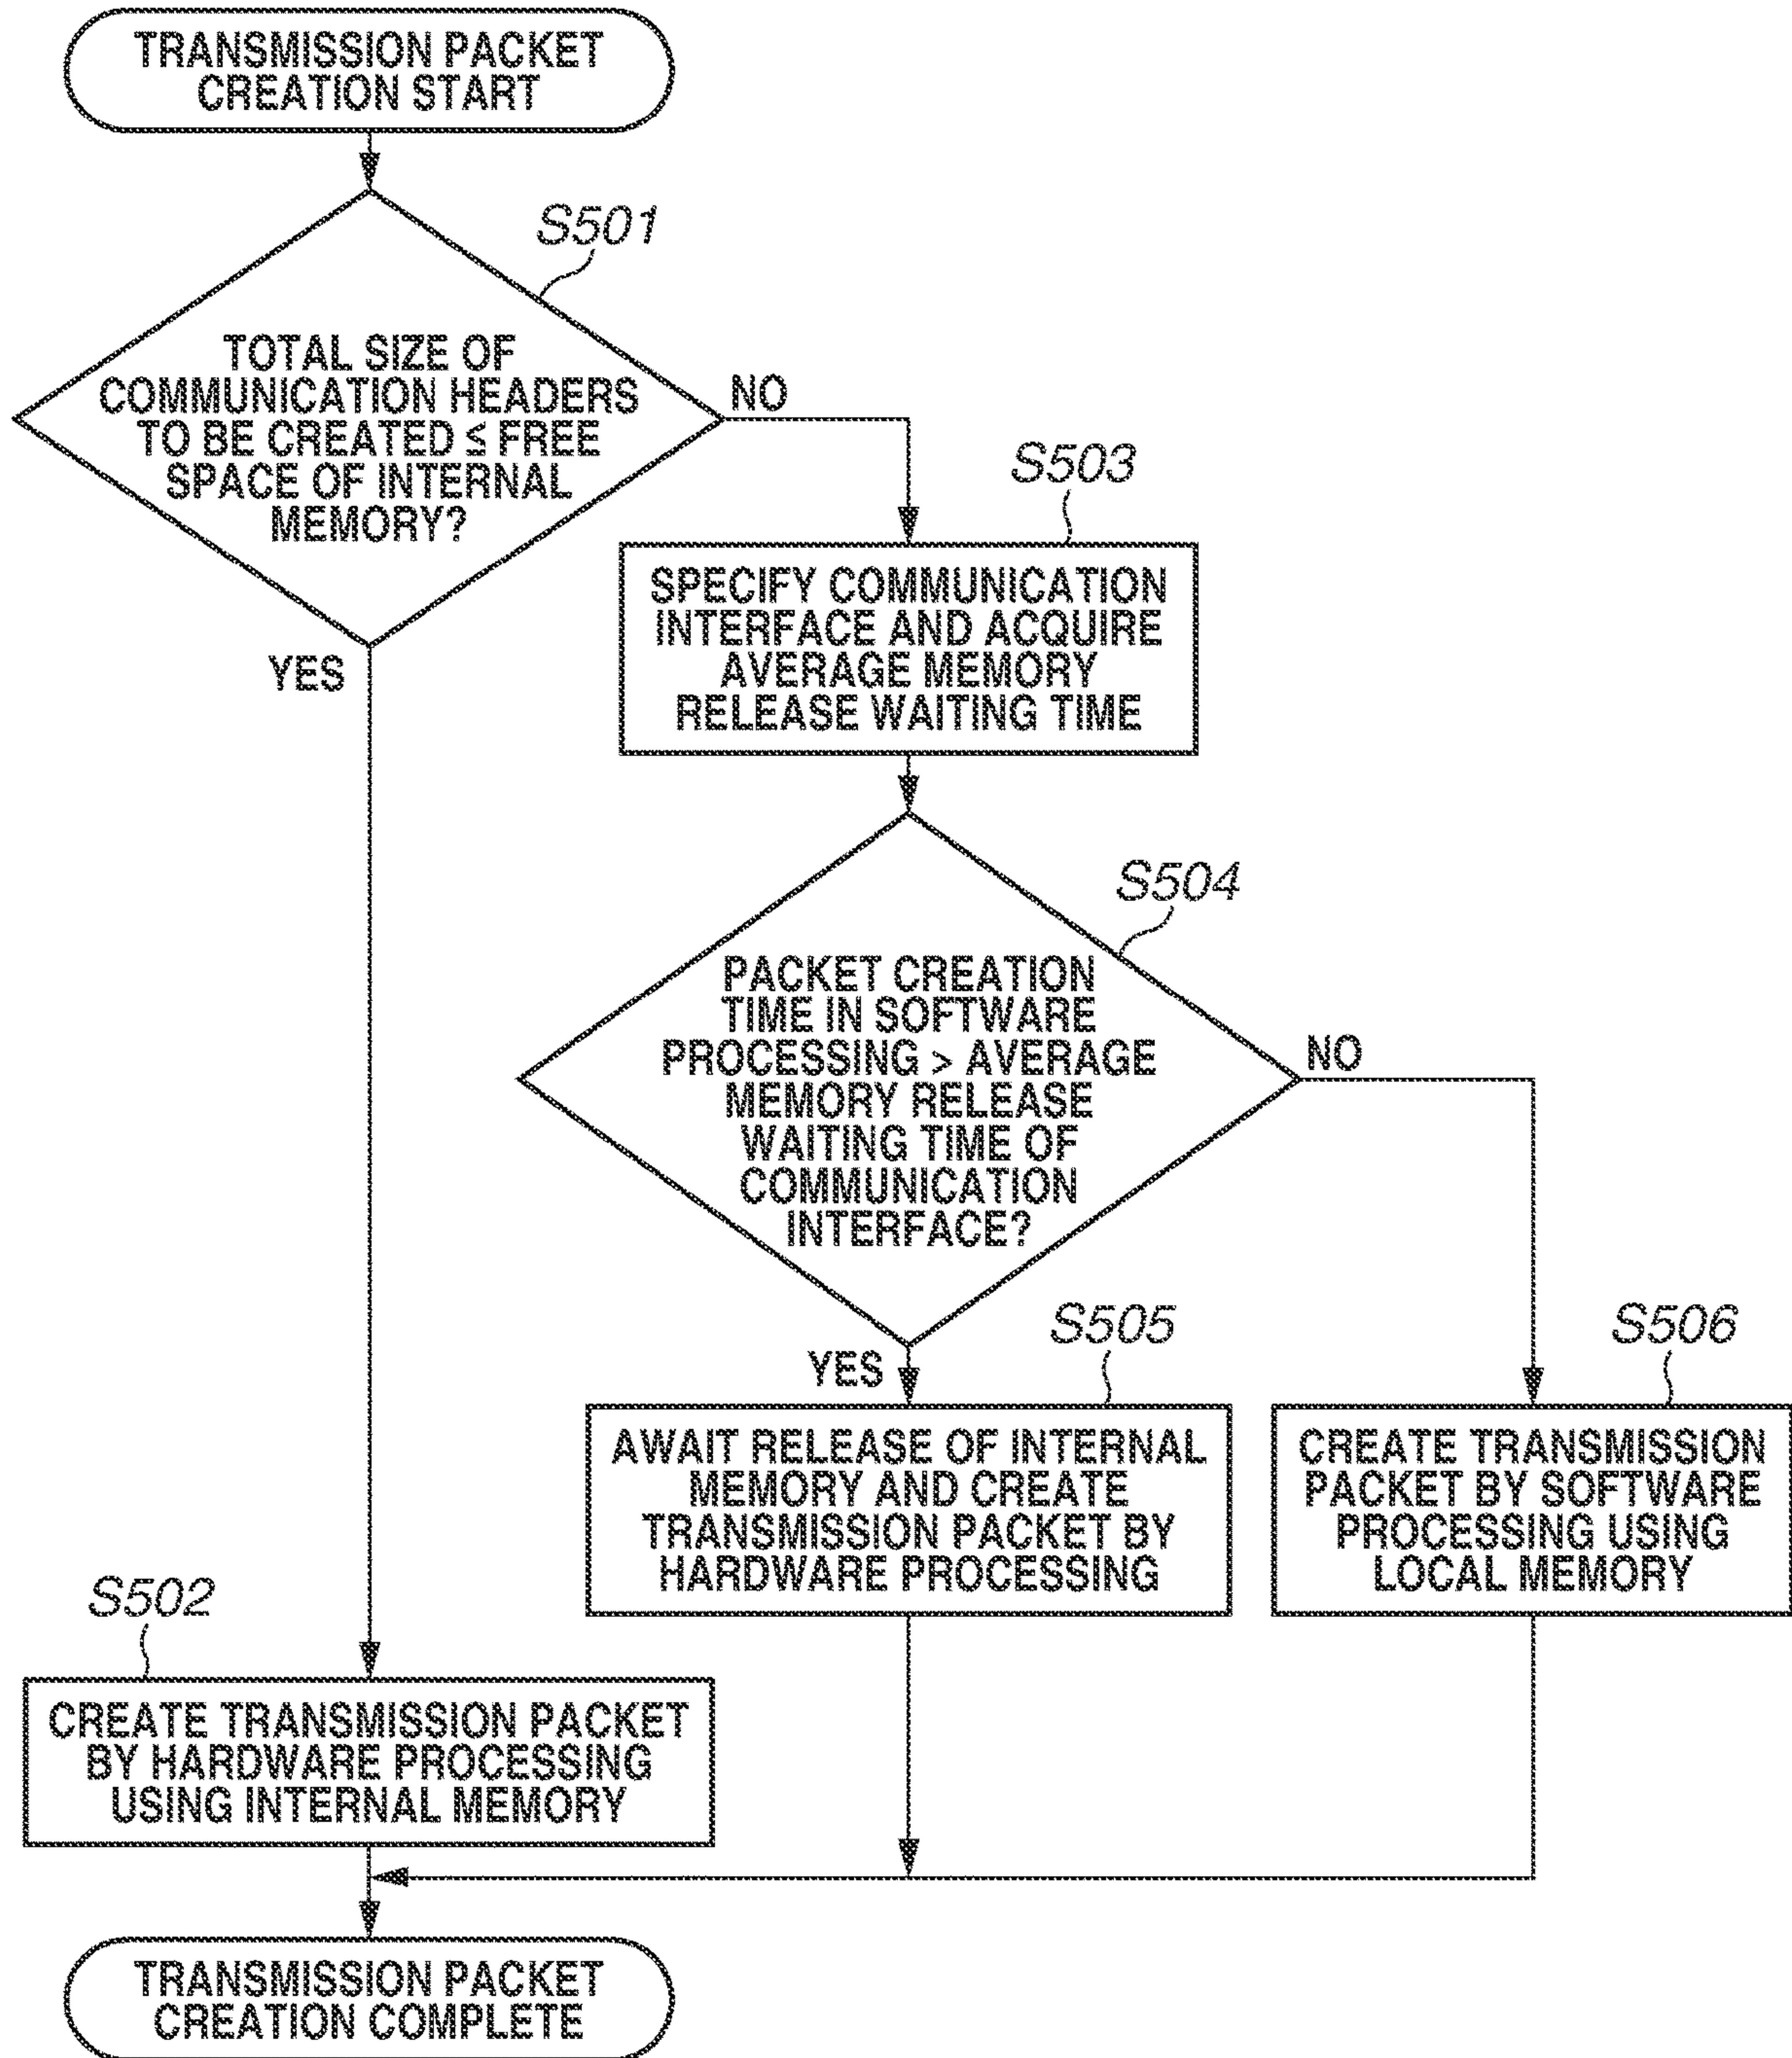 TRANSMISSION PACKET
CREATION START
S501
TOTAL SIZE OF
COMMUNICATION HEADERS
TO BE CREATED ≤ FREE
SPACE OF INTERNAL
MEMORY?
NO
YES
S503
SPECIFY COMMUNICATION
INTERFACE AND ACQUIRE
AVERAGE MEMORY
RELEASE WAITING TIME
S504
PACKET CREATION
TIME IN SOFTWARE
PROCESSING > AVERAGE
MEMORY RELEASE
WAITING TIME OF
COMMUNICATION
INTERFACE?
NO
YES
S505
AWAIT RELEASE OF INTERNAL
MEMORY AND CREATE
TRANSMISSION PACKET BY
HARDWARE PROCESSING
S506
CREATE TRANSMISSION
PACKET BY SOFTWARE
PROCESSING USING
LOCAL MEMORY
S502
CREATE TRANSMISSION PACKET
BY HARDWARE PROCESSING
USING INTERNAL MEMORY
TRANSMISSION PACKET
CREATION COMPLETE